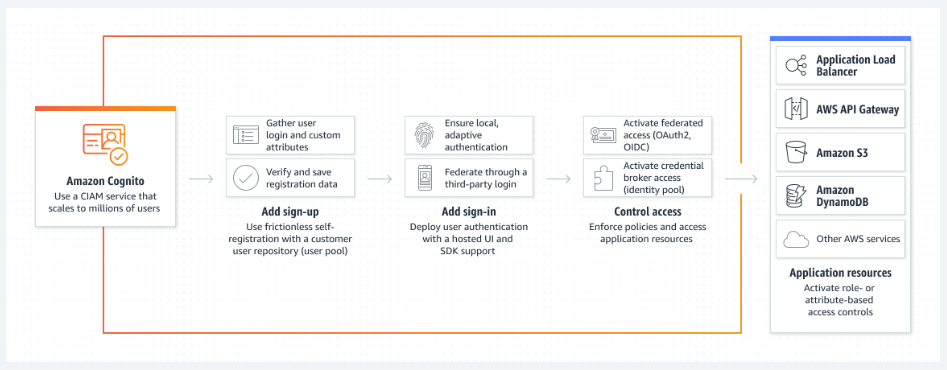 Amazon Cognito
Use a CIAM service that
scales to millions of users
Gather user
login and custom
attributes
Verify and save
registration data
Add sign-up
Use frictionless self-
registration with a customer
user repository (user pool)
Ensure local,
adaptive
authentication
Federate through a
third-party login
Add sign-in
Deploy user authentication
with a hosted UI and
SDK support
Activate federated
access (OAuth2,
OIDC)
Activate credential
broker access
(identity pool)
Control access
Enforce policies and access
application resources
Application Load
Balancer
AWS API Gateway
Amazon S3
Amazon
DynamoDB
Other AWS services
Application resources
Activate role- or
attribute-based
access controls